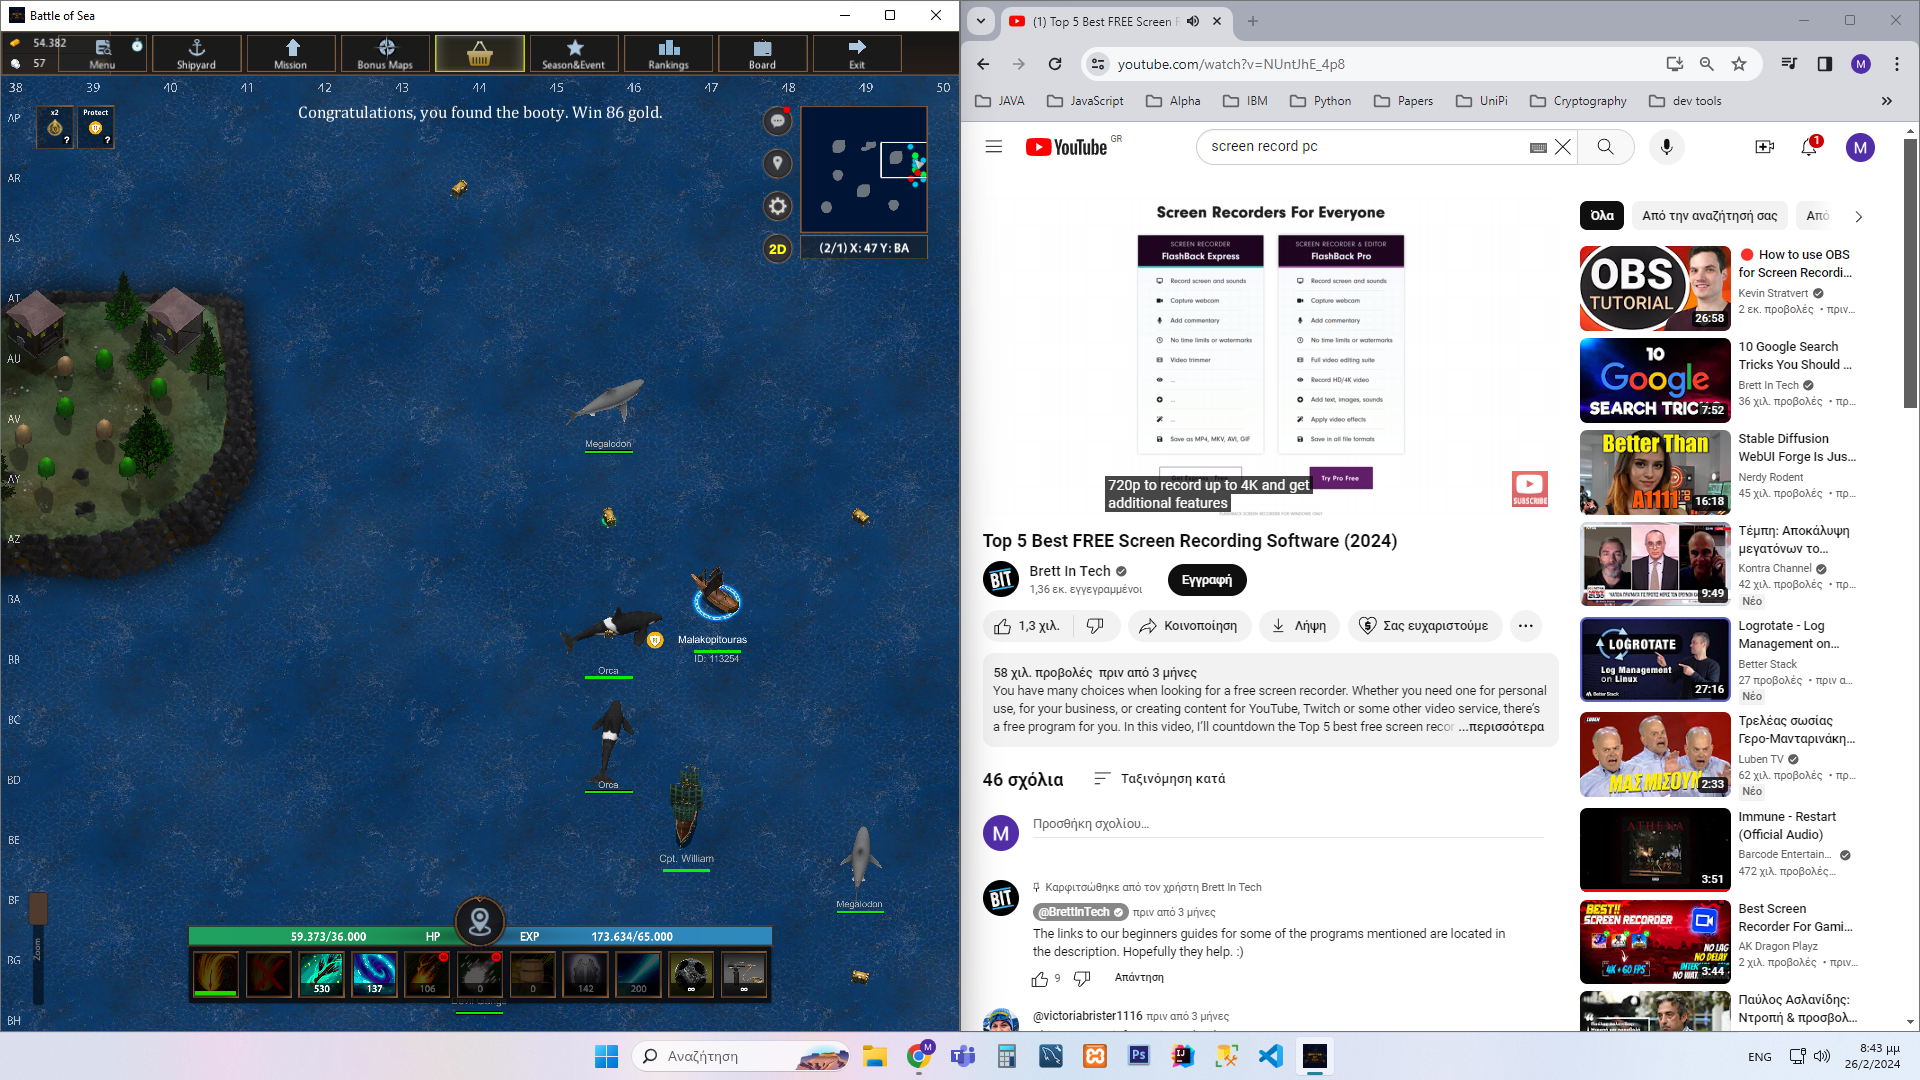 Battle of Sea
54.382
57
Menu
Shipyard
Mission
Bonus Maps
Season&Event
Rankings
Board
Exit
38 39 40 41 42 43 44 45 46 47 48 49 50
AP
AR
AS
AT
AU
AV
AY
AZ
BA
BB
BC
BD
BE
BF
BG
BH
x2
?
Protect
?
Congratulations, you found the booty. Win 86 gold.
2D
(2/1) X: 47 Y: BA
Megalodon
Malakopitouras
ID: 113254
Orca
Orca
Cpt. William
Megalodon
Zoom
59.373/36.000 HP EXP 173.634/65.000
530
137
106
0
0
142
200
∞
∞
(1) Top 5 Best FREE Screen
youtube.com/watch?v=NUntJhE_4p8
M
JAVA
JavaScript
Alpha
IBM
Python
Papers
UniPi
Cryptography
dev tools
YouTube GR
screen record pc
1
M
Screen Recorders For Everyone
SCREEN RECORDER
FlashBack Express
Record screen and sounds
Capture webcam
Add commentary
No time limits or watermarks
Video trimmer
...
...
...
Save as MP4, MKV, AVI, GIF
SCREEN RECORDER & EDITOR
FlashBack Pro
Record screen and sounds
Capture webcam
Add commentary
No time limits or watermarks
Full video editing suite
Record HD/4K video
Add text, images, sounds
Apply video effects
Save in all file formats
Try Pro Free
720p to record up to 4K and get
additional features
SUBSCRIBE
Top 5 Best FREE Screen Recording Software (2024)
BIT
Brett In Tech
1,36 εκ. εγγεγραμμένοι
Εγγραφή
1,3 χιλ.
Κοινοποίηση
Λήψη
Σας ευχαριστούμε
58 χιλ. προβολές πριν από 3 μήνες
You have many choices when looking for a free screen recorder. Whether you need one for personal
use, for your business, or creating content for YouTube, Twitch or some other video service, there's
a free program for you. In this video, I'll countdown the Top 5 best free screen recor ...περισσότερα
46 σχόλια
Ταξινόμηση κατά
M
Προσθήκη σχολίου...
BIT
Καρφιτσώθηκε από τον χρήστη Brett In Tech
@BrettInTech πριν από 3 μήνες
The links to our beginners guides for some of the programs mentioned are located in
the description. Hopefully they help. :)
9
Απάντηση
@victoriabrister1116 πριν από 3 μήνες
Όλα
Από την αναζήτησή σας
Από
OBS
TUTORIAL
26:58
How to use OBS
for Screen Recordi...
Kevin Stratvert
2 εκ. προβολές • πριν...
10
Google
SEARCH TRICKS
7:52
10 Google Search
Tricks You Should ...
Brett In Tech
36 χιλ. προβολές • πρ...
Better Than
A1111
16:18
Stable Diffusion
WebUI Forge Is Jus...
Nerdy Rodent
45 χιλ. προβολές • πρ...
9:49
Τέμπη: Αποκάλυψη
μεγατόνων το...
Kontra Channel
42 χιλ. προβολές • πρ...
Νέο
LOGROTATE
Log Management
on Linux
Better Stack
27:16
Logrotate - Log
Management on...
Better Stack
27 προβολές • πριν α...
Νέο
LUBEN
ΜΑΣ ΜΙΣΟΥΝ
2:33
Τρελέας σωσίας
Γερο-Μανταρινάκη...
Luben TV
62 χιλ. προβολές • πρ...
Νέο
ATHENA
3:51
Immune - Restart
(Official Audio)
Barcode Entertain...
472 χιλ. προβολές...
BEST!!
SCREEN RECORDER
NO LAG
4K + 60 FPS
3:44
Best Screen
Recorder For Gami...
AK Dragon Playz
2 χιλ. προβολές • πριν...
Παύλος Ασλανίδης:
Ντροπή & προσβολ...
Αναζήτηση
M
Ps
IJ
ENG
8:43 μμ
26/2/2024